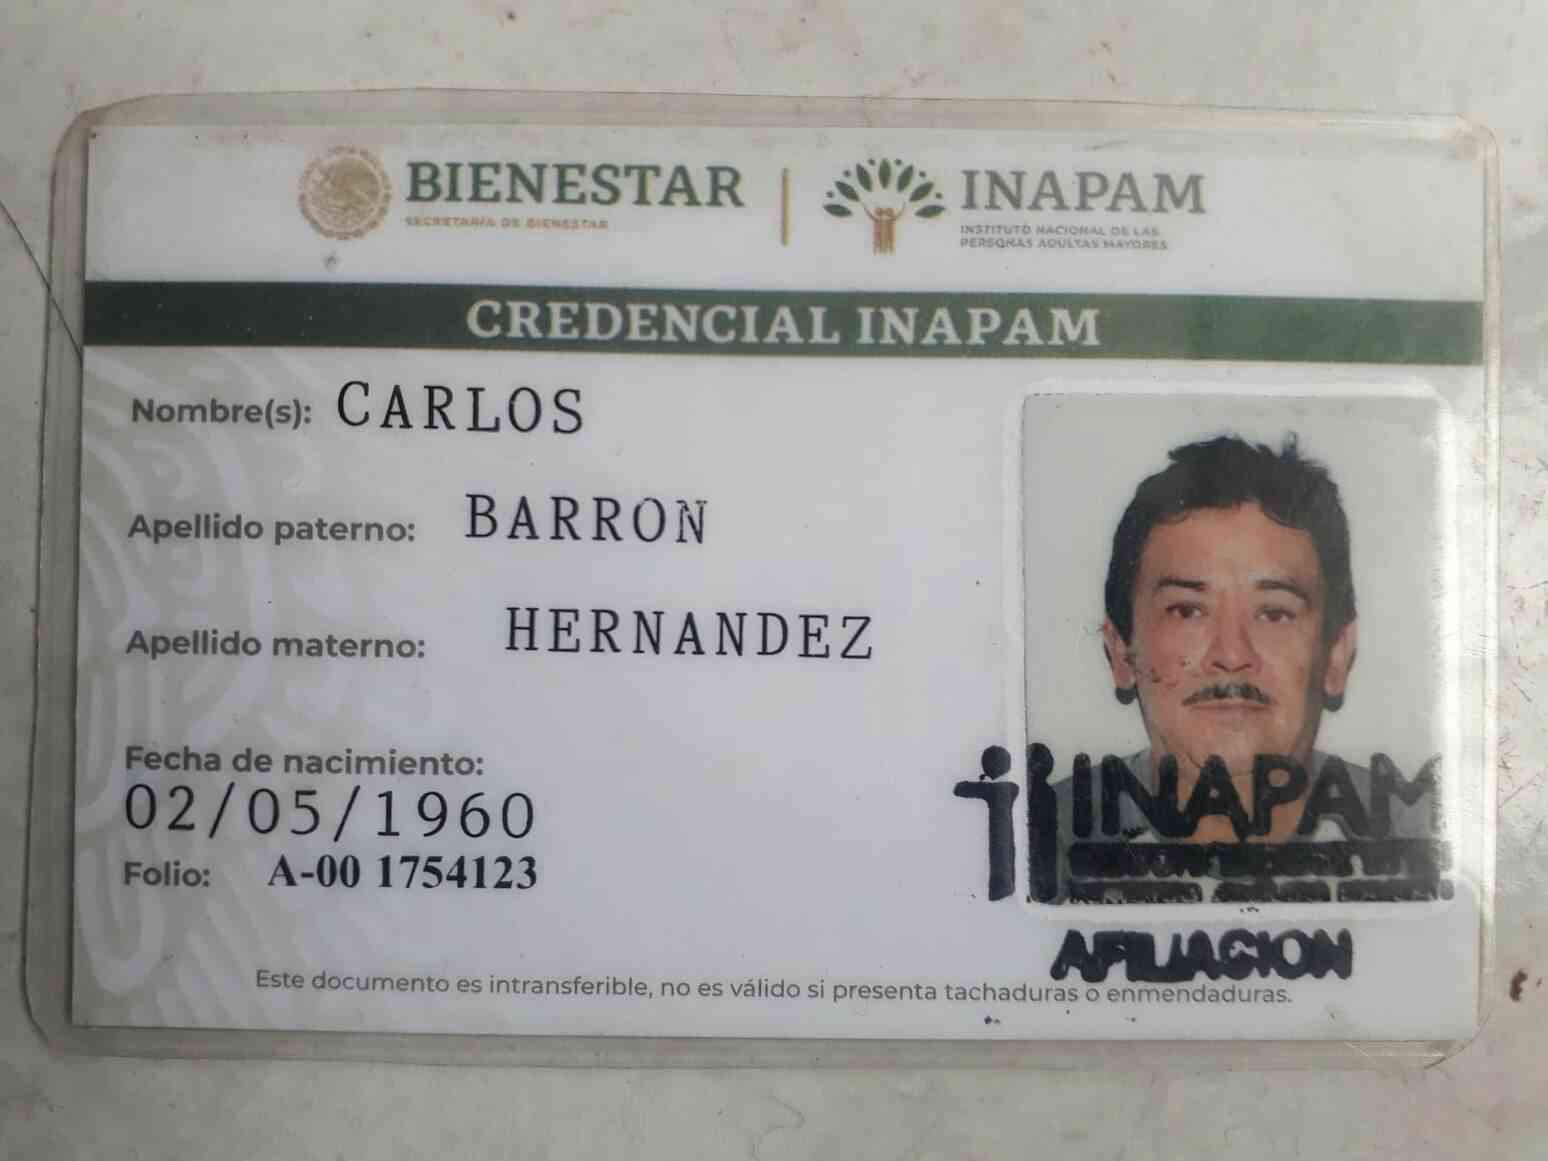 BIENESTAR
SECRETARÍA DE BIENESTAR
INAPAM
INSTITUTO NACIONAL DE LAS
PERSONAS ADULTAS MAYORES
CREDENCIAL INAPAM
Nombre(s): CARLOS
Apellido paterno: BARRON
Apellido materno: HERNANDEZ
Fecha de nacimiento:
02/05/1960
Folio: A-00 1754123
INAPAM
AFILIACION
Este documento es intransferible, no es válido si presenta tachaduras o enmendaduras.